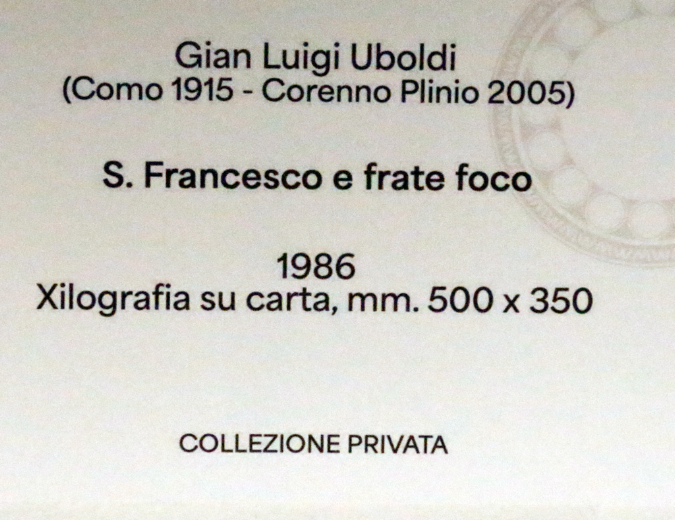 Gian Luigi Uboldi
(Como 1915 - Corenno Plinio 2005)
S. Francesco e frate foco
1986
Xilografia su carta, mm. 500 x 350
COLLEZIONE PRIVATA